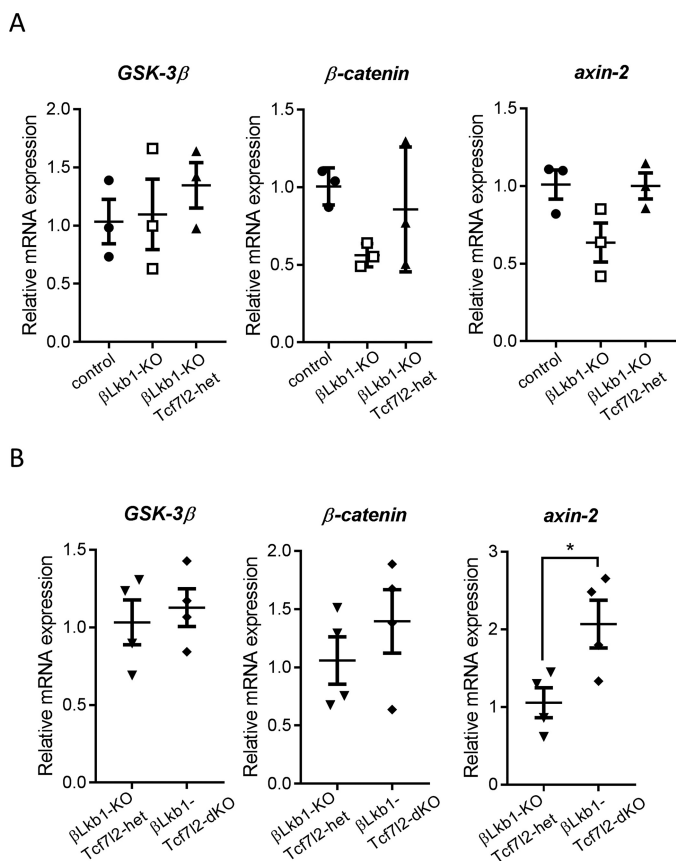 A
GSK-3β
β-catenin
axin-2
Relative mRNA expression
2.0
1.5
1.0
0.5
0.0
control
βLkb1-KO
βLkb1-KO
Tcf7l2-het
Relative mRNA expression
1.5
1.0
0.5
0.0
control
βLkb1-KO
βLkb1-KO
Tcf7l2-het
Relative mRNA expression
1.5
1.0
0.5
0.0
control
βLkb1-KO
βLkb1-KO
Tcf7l2-het
B
GSK-3β
β-catenin
axin-2
Relative mRNA expression
1.5
1.0
0.5
0.0
βLkb1-KO
Tcf7l2-het
βLkb1-
Tcf7l2-dKO
Relative mRNA expression
2.0
1.5
1.0
0.5
0.0
βLkb1-KO
Tcf7l2-het
βLkb1-
Tcf7l2-dKO
Relative mRNA expression
3
2
1
0
*
βLkb1-KO
Tcf7l2-het
βLkb1-
Tcf7l2-dKO